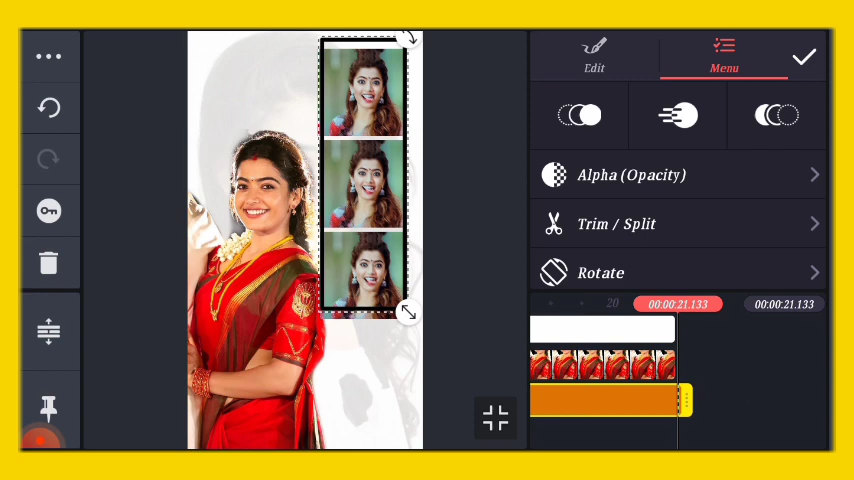 Edit
Menu
Alpha (Opacity)
Trim / Split
Rotate
20
00:00:21.133
00:00:21.133